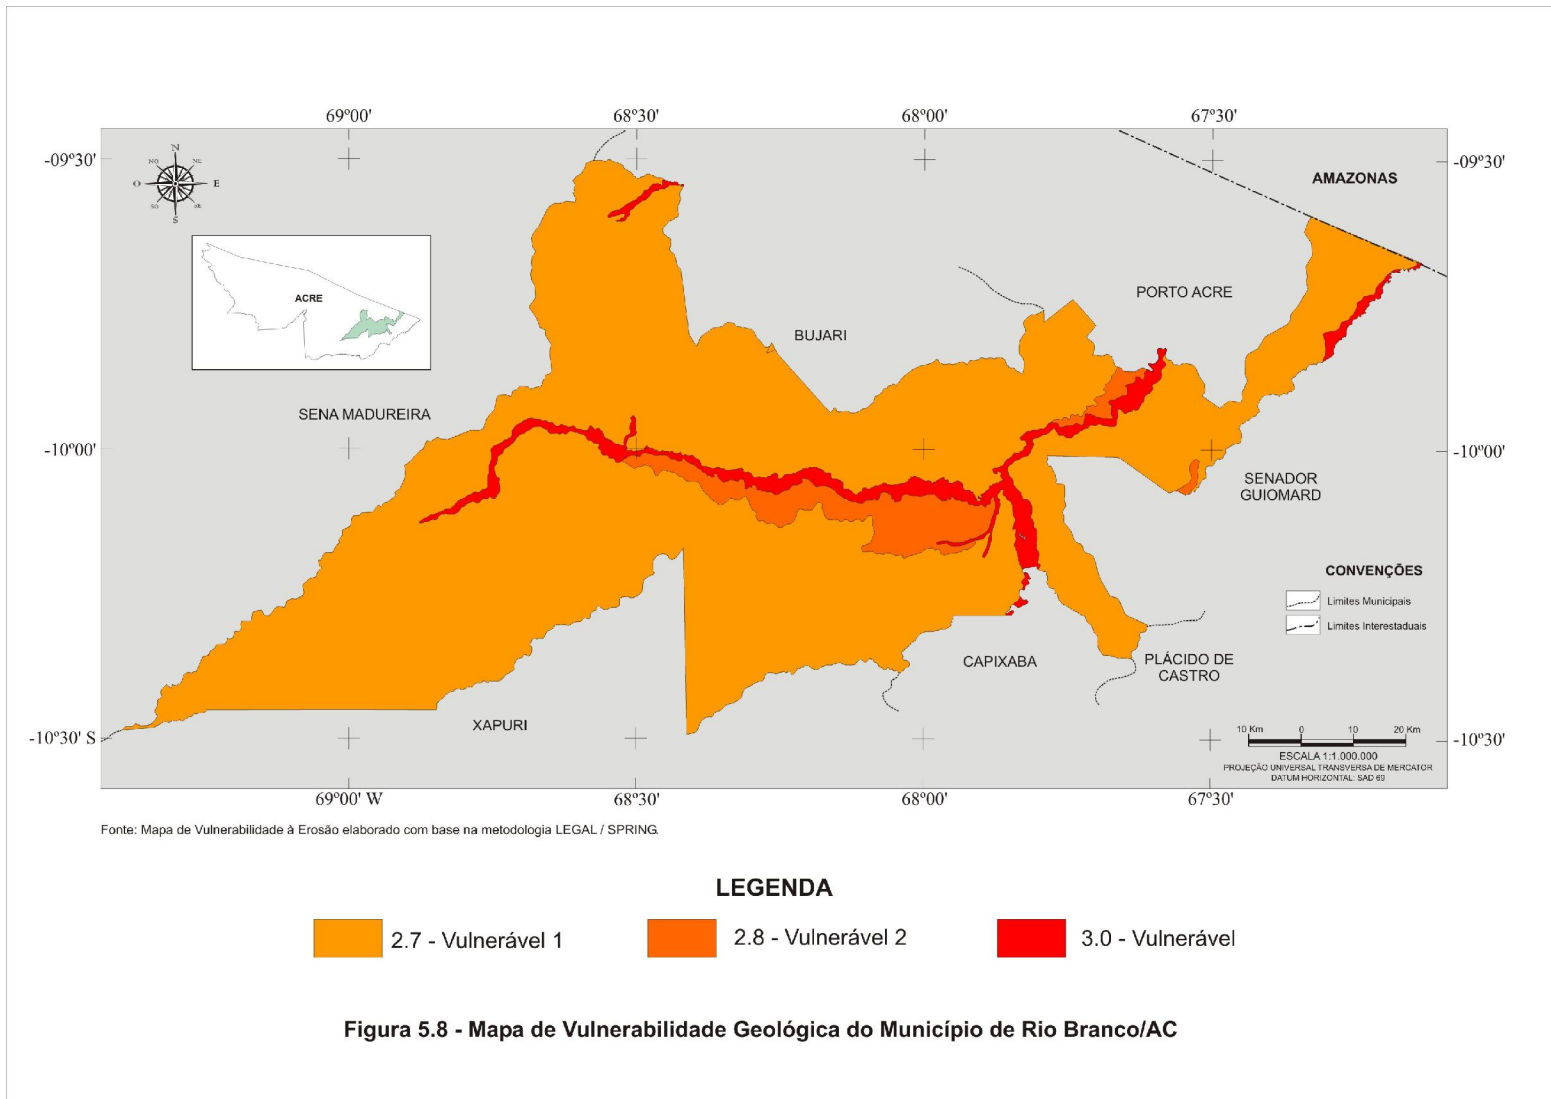 69º00'
68º30'
68º00'
67º30'
-09º30'
-09º30'
N
NO
NE
O
E
SO
SE
S
AMAZONAS
ACRE
PORTO ACRE
BUJARI
SENA MADUREIRA
-10º00'
-10º00'
SENADOR
GUIOMARD
CONVENÇÕES
Limites Municipais
Limites Interestaduais
CAPIXABA
PLÁCIDO DE
CASTRO
XAPURI
-10º30' S
-10º30'
10 Km
0
10
20 Km
ESCALA 1:1.000.000
PROJEÇÃO UNIVERSAL TRANSVERSA DE MERCATOR
DATUM HORIZONTAL: SAD 69
69º00' W
68º30'
68º00'
67º30'
Fonte: Mapa de Vulnerabilidade à Erosão elaborado com base na metodologia LEGAL / SPRING.
LEGENDA
2.7 - Vulnerável 1
2.8 - Vulnerável 2
3.0 - Vulnerável
Figura 5.8 - Mapa de Vulnerabilidade Geológica do Município de Rio Branco/AC